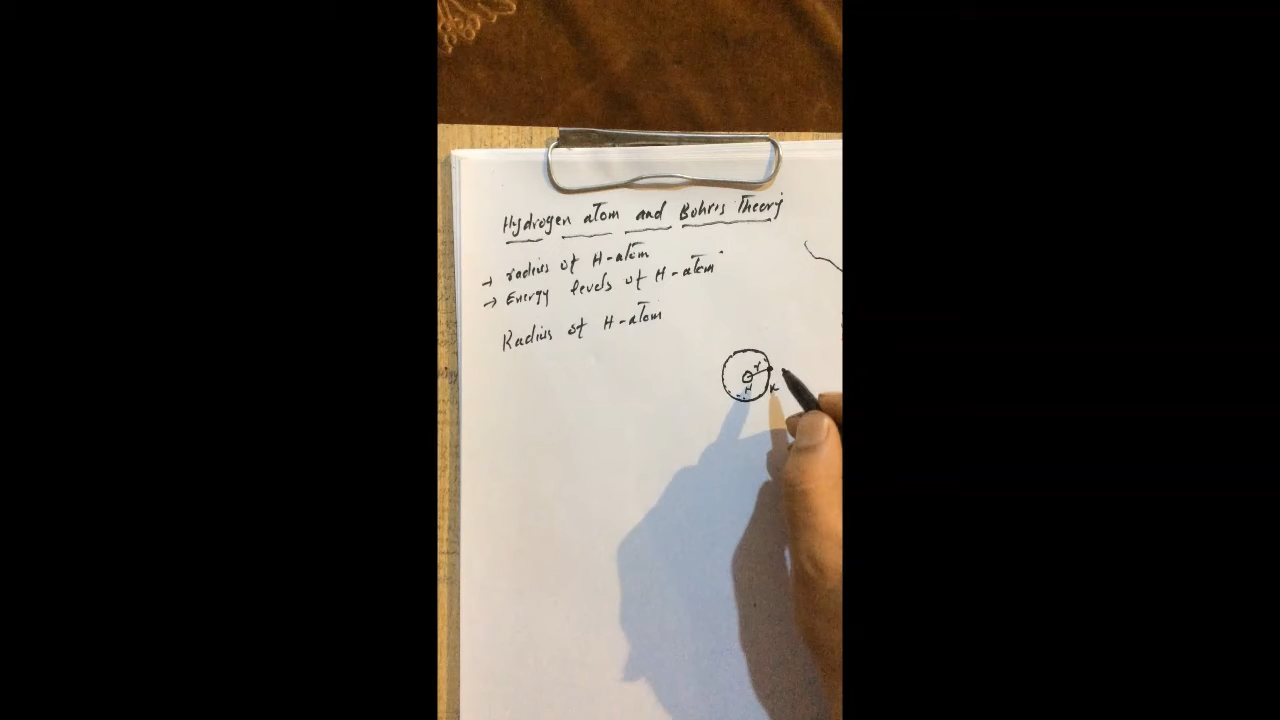 Hydrogen atom and Bohr's Theory
→ radius of H-atom
→ Energy levels of H-atom
Radius of H-atom
r
H
K